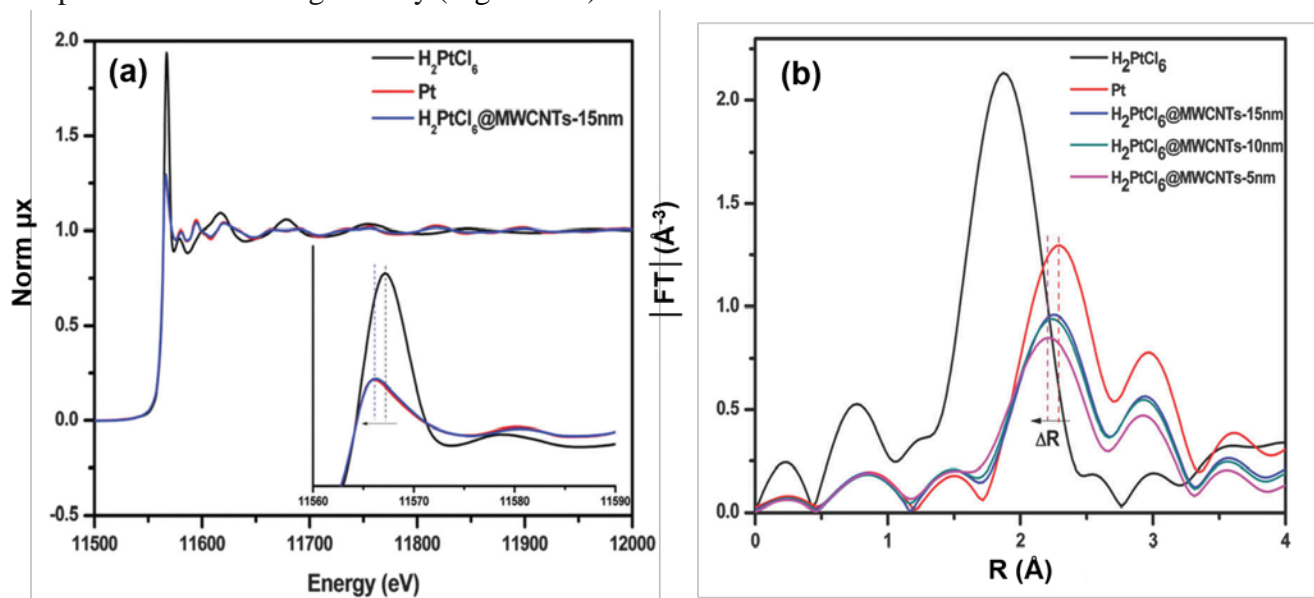 (a)
H₂PtCl₆
Pt
H₂PtCl₆@MWCNTs-15nm
Norm µx
2.0
1.5
1.0
0.5
0.0
-0.5
11500
11600
11700
11800
11900
12000
Energy (eV)
11560
11570
11580
11590
(b)
H₂PtCl₆
Pt
H₂PtCl₆@MWCNTs-15nm
H₂PtCl₆@MWCNTs-10nm
H₂PtCl₆@MWCNTs-5nm
|FT| (Å⁻³)
2.0
1.5
1.0
0.5
0.0
ΔR
0
1
2
3
4
R (Å)